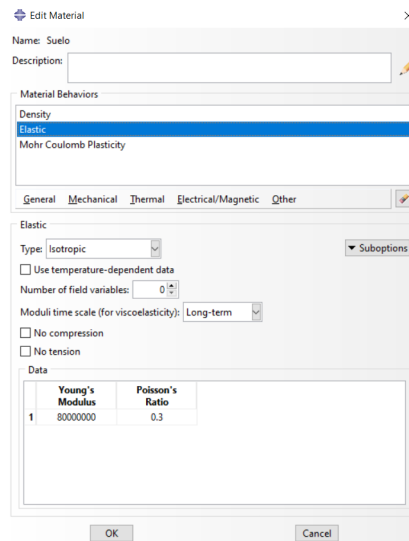 Edit Material
Name: Suelo
Description:
Material Behaviors
Density
Elastic
Mohr Coulomb Plasticity
General Mechanical Thermal Electrical/Magnetic Other
Elastic
Type: Isotropic
Suboptions
Use temperature-dependent data
Number of field variables: 0
Moduli time scale (for viscoelasticity): Long-term
No compression
No tension
Data
Young's Poisson's
Modulus Ratio
1 80000000 0.3
OK Cancel